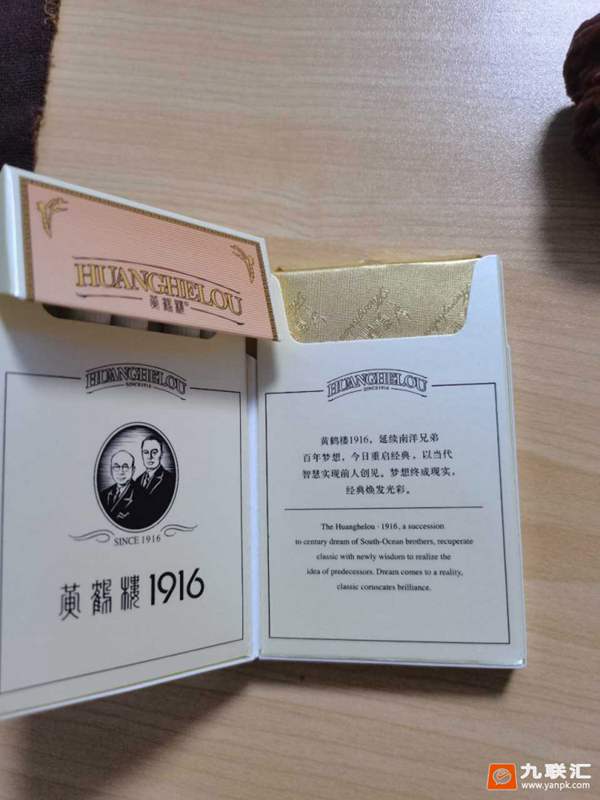 HUANGHELOU
黄鹤楼
HUANGHELOU
SINCE 1916
黄鹤楼1916
HUANGHELOU
SINCE 1916
黄鹤楼1916，延续南洋兄弟
百年梦想，今日重启经典，以当代
智慧实现前人创见。梦想终成现实，
经典焕发光彩。
The Huanghelou · 1916, a succession
to century dream of South-Ocean brothers, recuperate
classic with newly wisdom to realize the
idea of predecessors. Dream comes to a reality,
classic coruscates brilliance.
九联汇
www.yanpk.com